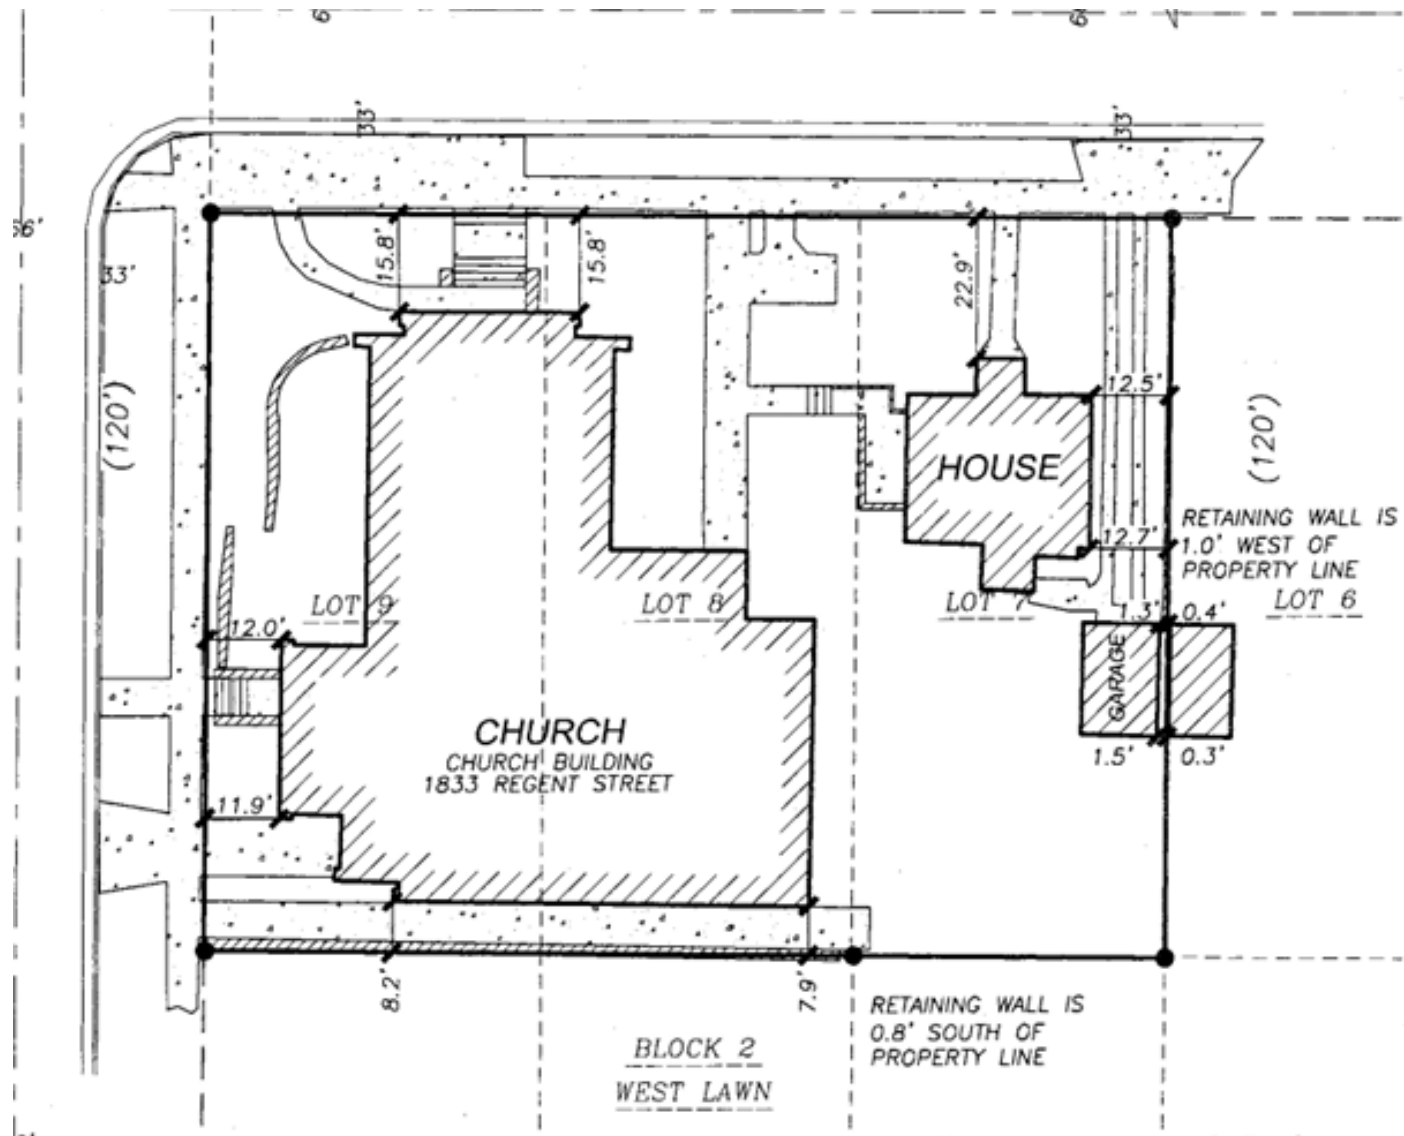 33'
33'
66'
33'
15.8'
15.8'
22.9'
12.5'
(120')
(120')
HOUSE
12.7'
RETAINING WALL IS
1.0' WEST OF
PROPERTY LINE
LOT 9
LOT 8
LOT 7
LOT 6
1.3'
0.4'
12.0'
GARAGE
CHURCH
CHURCH BUILDING
1833 REGENT STREET
1.5'
0.3'
11.9'
8.2'
7.9'
RETAINING WALL IS
0.8' SOUTH OF
PROPERTY LINE
BLOCK 2
WEST LAWN